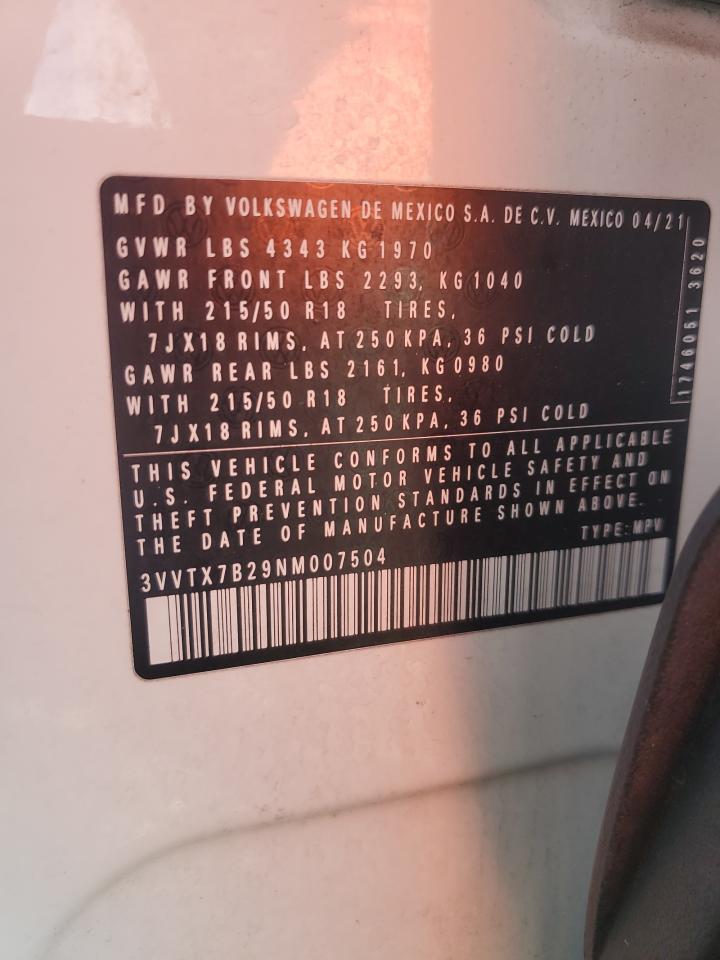 MFD BY VOLKSWAGEN DE MEXICO S.A. DE C.V. MEXICO 04/21
GVWR LBS 4343 KG 1970
GAWR FRONT LBS 2293, KG 1040
WITH 215/50 R18 TIRES,
7JX18 RIMS, AT 250 KPA, 36 PSI COLD
GAWR REAR LBS 2161, KG 0980
WITH 215/50 R18 TIRES,
7JX18 RIMS, AT 250 KPA, 36 PSI COLD
1746051 3620
THIS VEHICLE CONFORMS TO ALL APPLICABLE
U.S. FEDERAL MOTOR VEHICLE SAFETY AND
THEFT PREVENTION STANDARDS IN EFFECT ON
THE DATE OF MANUFACTURE SHOWN ABOVE.
TYPE: MPV
3VVTX7B29NM007504